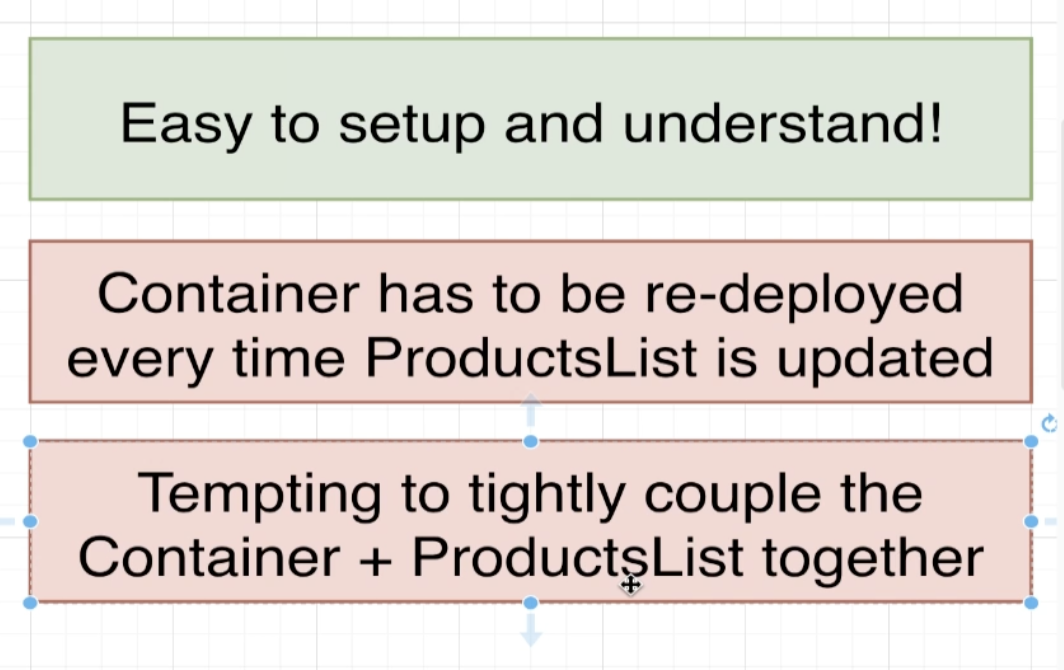 Easy to setup and understand!
Container has to be re-deployed
every time ProductsList is updated
Tempting to tightly couple the
Container + ProductsList together